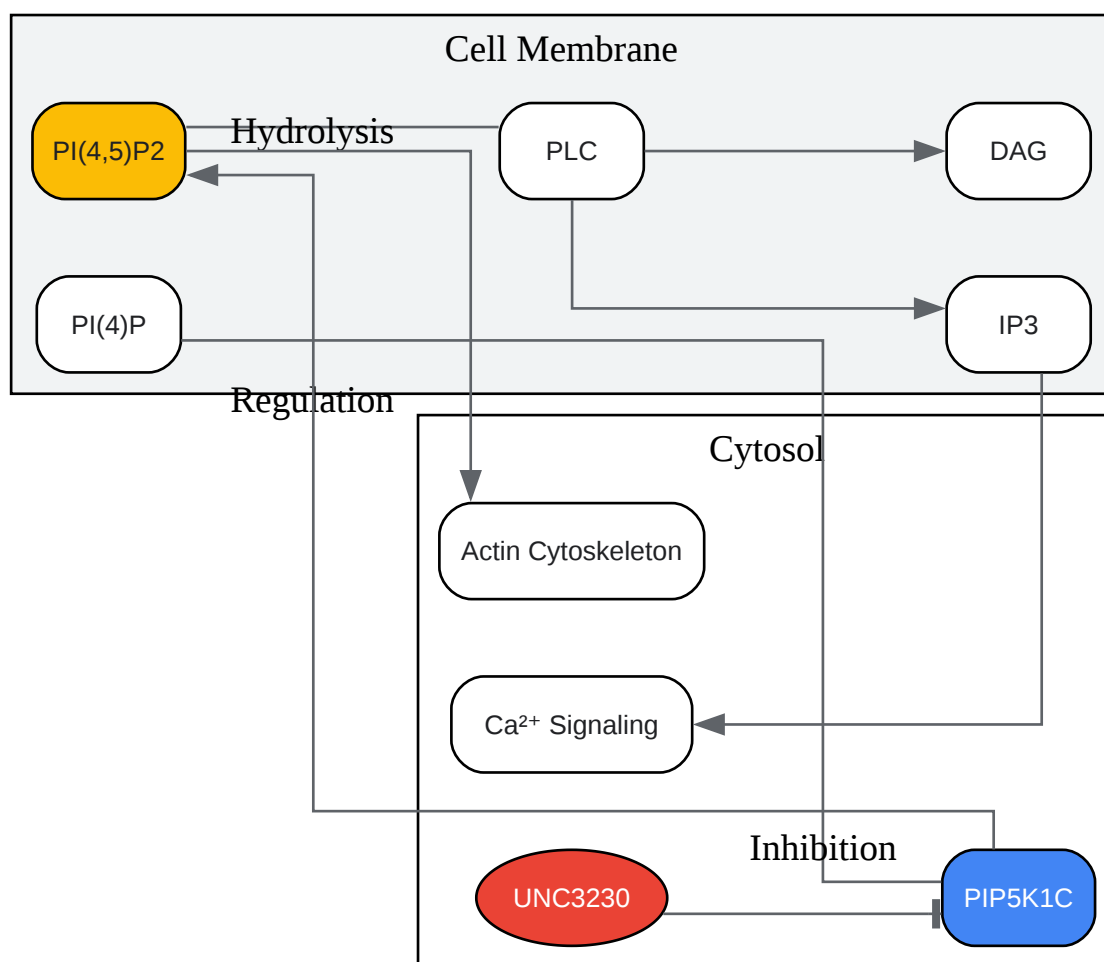 Cell Membrane
PI(4,5)P2
Hydrolysis
PLC
DAG
PI(4)P
IP3
Regulation
Cytosol
Actin Cytoskeleton
Ca²⁺ Signaling
Inhibition
UNC3230
PIP5K1C